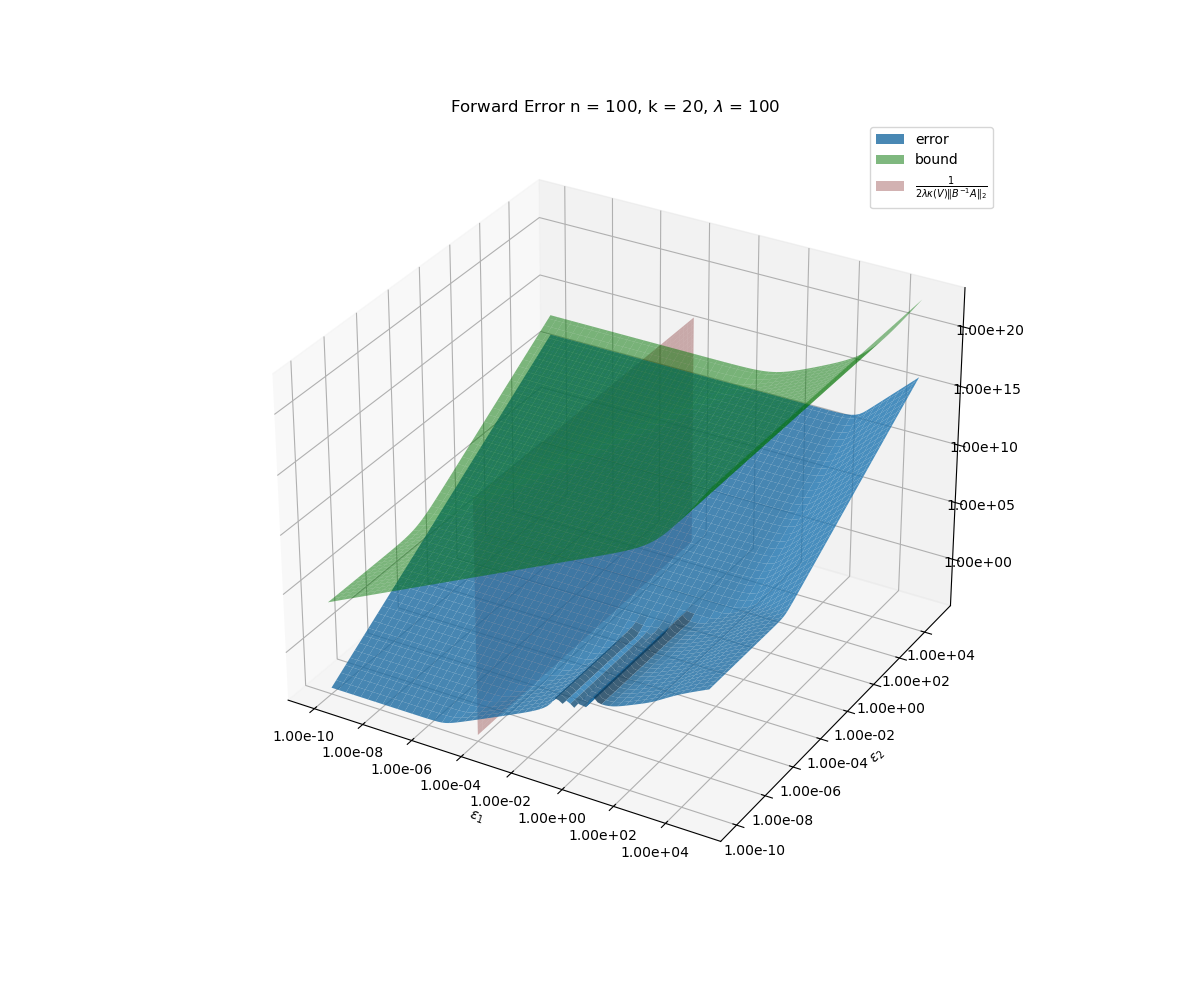 Forward Error n = 100, k = 20, λ = 100
error
bound
1/(2λκ(V)‖B⁻¹A‖₂)
1.00e+20
1.00e+15
1.00e+10
1.00e+05
1.00e+00
1.00e+04
1.00e+02
1.00e+00
1.00e-02
1.00e-04
1.00e-06
1.00e-08
1.00e-10
ε₂
1.00e-10
1.00e-08
1.00e-06
1.00e-04
1.00e-02
1.00e+00
1.00e+02
1.00e+04
ε₁